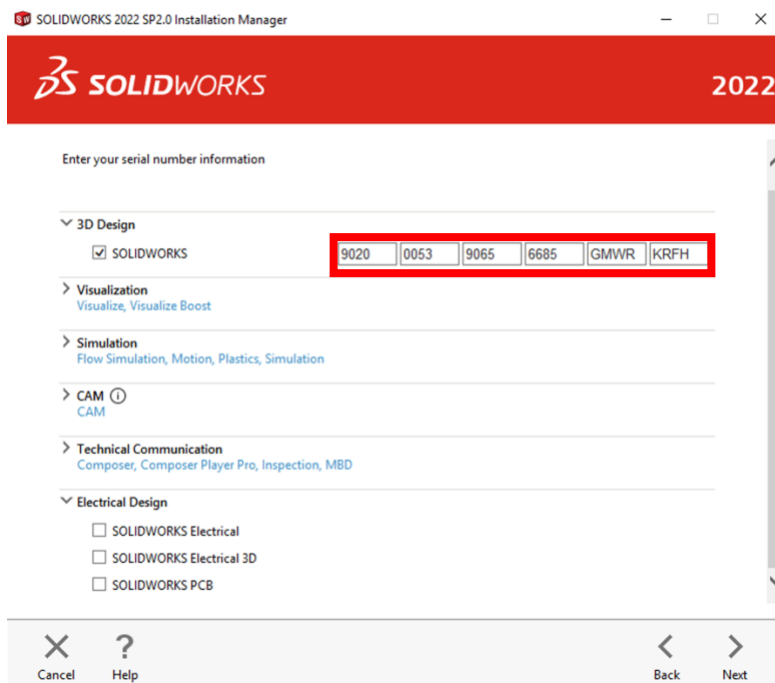 SOLIDWORKS 2022 SP2.0 Installation Manager
SOLIDWORKS 2022
Enter your serial number information
3D Design
SOLIDWORKS 9020 0053 9065 6685 GMWR KRFH
Visualization
Visualize, Visualize Boost
Simulation
Flow Simulation, Motion, Plastics, Simulation
CAM
CAM
Technical Communication
Composer, Composer Player Pro, Inspection, MBD
Electrical Design
SOLIDWORKS Electrical
SOLIDWORKS Electrical 3D
SOLIDWORKS PCB
Cancel Help Back Next